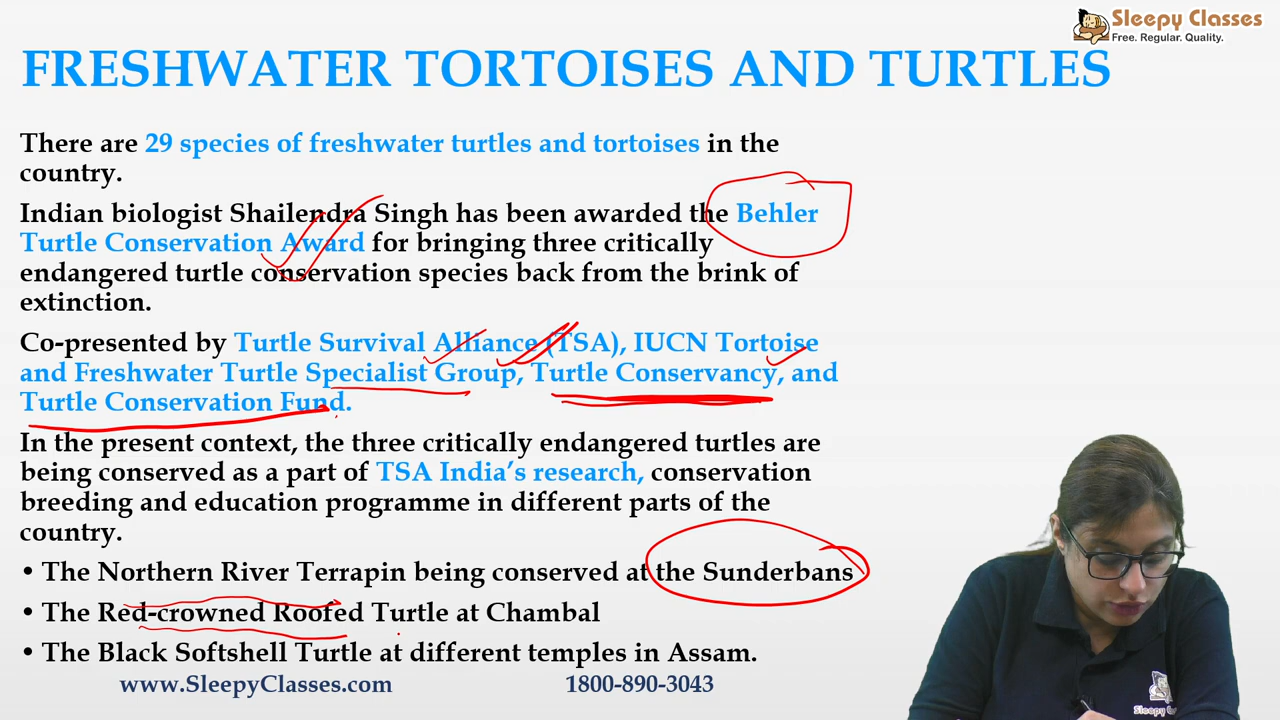 Sleepy Classes
Free. Regular. Quality.
FRESHWATER TORTOISES AND TURTLES
There are 29 species of freshwater turtles and tortoises in the
country.
Indian biologist Shailendra Singh has been awarded the Behler
Turtle Conservation Award for bringing three critically
endangered turtle conservation species back from the brink of
extinction.
Co-presented by Turtle Survival Alliance (TSA), IUCN Tortoise
and Freshwater Turtle Specialist Group, Turtle Conservancy, and
Turtle Conservation Fund.
In the present context, the three critically endangered turtles are
being conserved as a part of TSA India’s research, conservation
breeding and education programme in different parts of the
country.
• The Northern River Terrapin being conserved at the Sunderbans
• The Red-crowned Roofed Turtle at Chambal
• The Black Softshell Turtle at different temples in Assam.
www.SleepyClasses.com
1800-890-3043
Sleepy